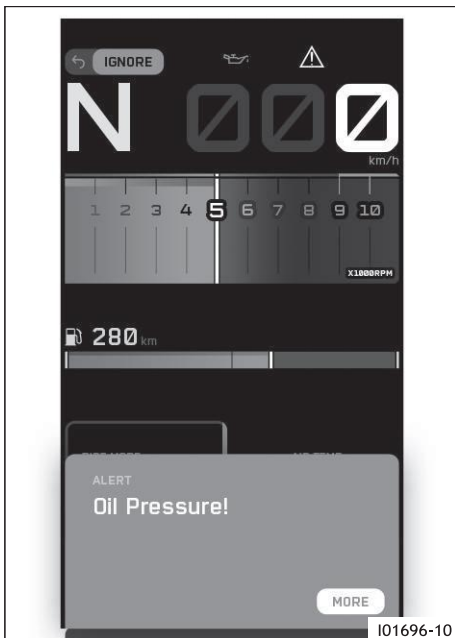 IGNORE
N 000
km/h
1 2 3 4 5 6 7 8 9 10
X1000RPM
280 km
ALERT
Oil Pressure!
MORE
I01696-10